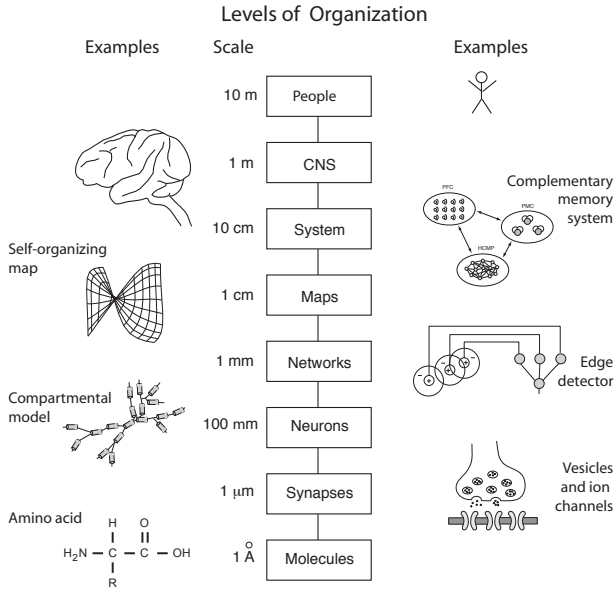 Levels of Organization
Examples
Scale
Examples
10 m
People
1 m
CNS
10 cm
System
Complementary
memory
system
PFC
PMC
HCMP
Self-organizing
map
1 cm
Maps
1 mm
Networks
Edge
detector
Compartmental
model
100 mm
Neurons
1 µm
Synapses
Vesicles
and ion
channels
Amino acid
1 Å
Molecules
H O
H₂N C C OH
R